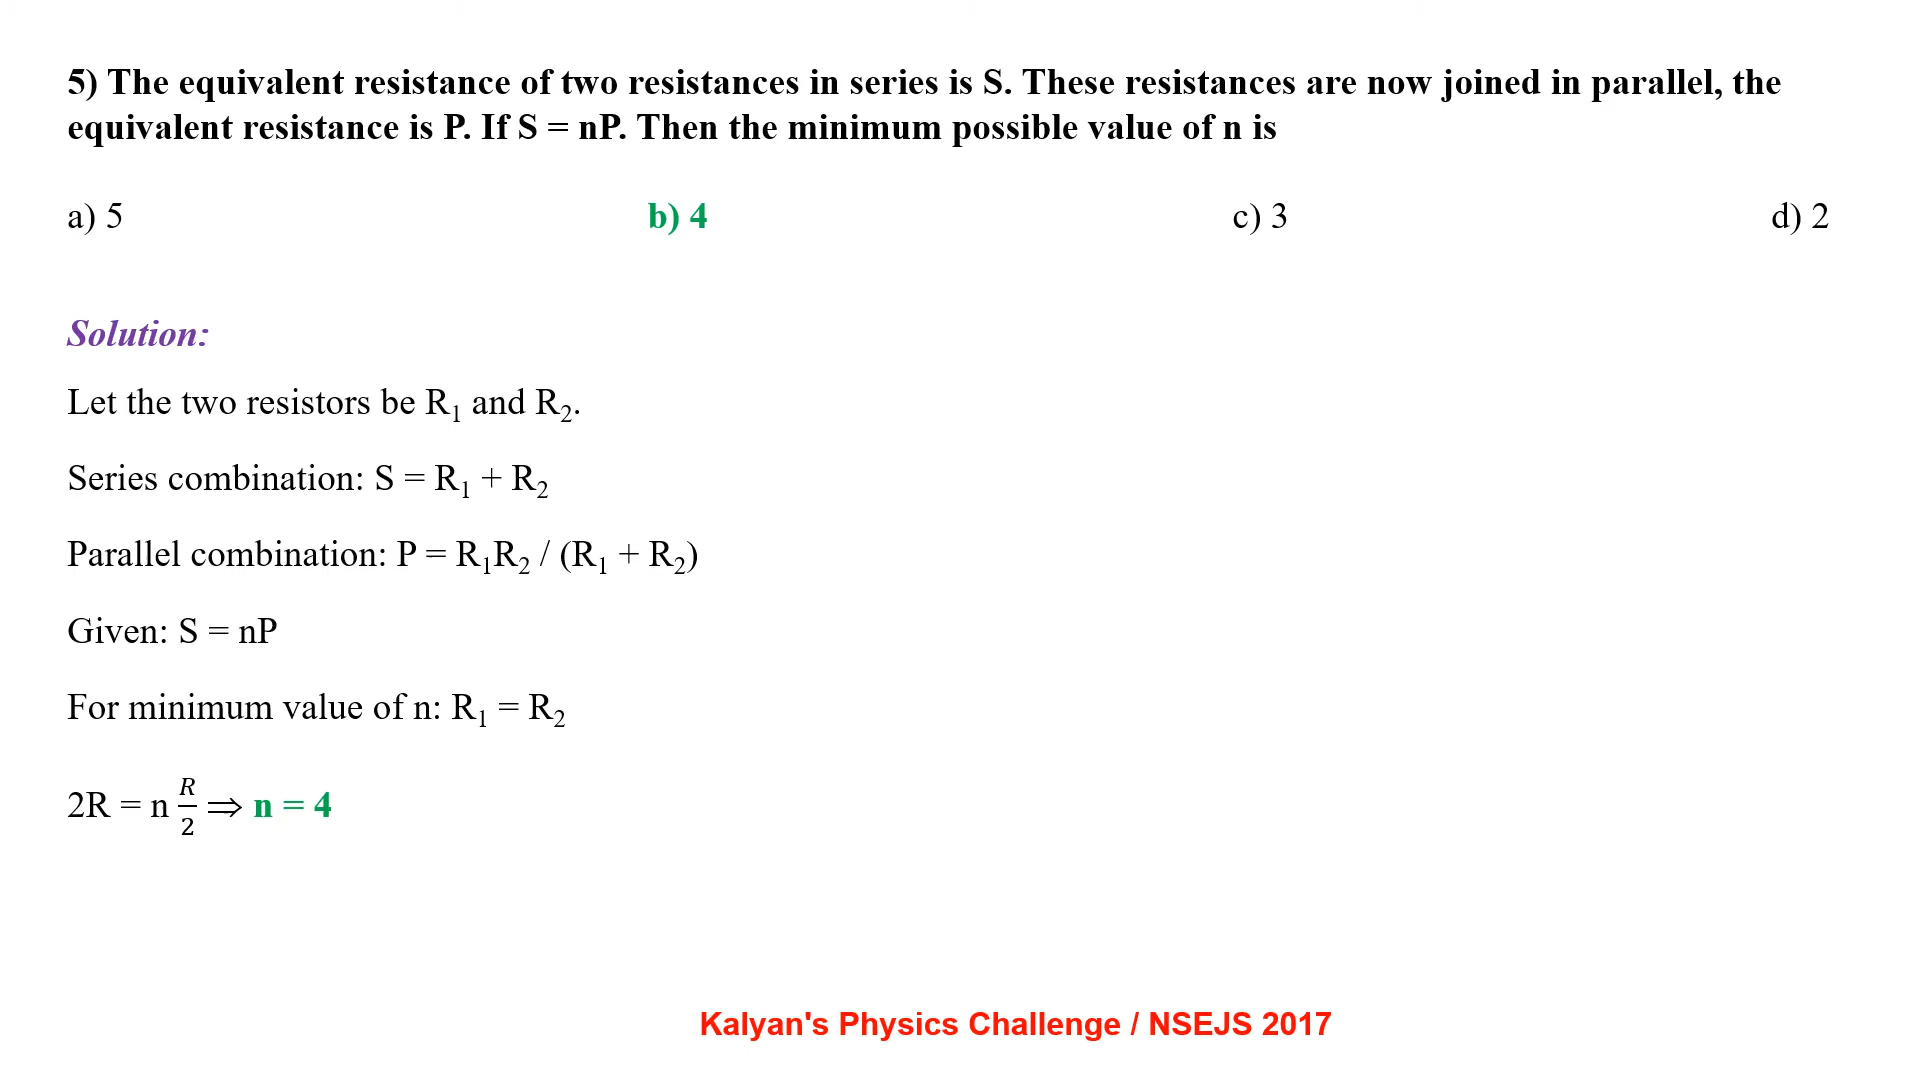 5) The equivalent resistance of two resistances in series is S. These resistances are now joined in parallel, the
equivalent resistance is P. If S = nP. Then the minimum possible value of n is
a) 5 b) 4 c) 3 d) 2
Solution:
Let the two resistors be R₁ and R₂.
Series combination: S = R₁ + R₂
Parallel combination: P = R₁R₂ / (R₁ + R₂)
Given: S = nP
For minimum value of n: R₁ = R₂
2R = n R/2 ⇒ n = 4
Kalyan's Physics Challenge / NSEJS 2017